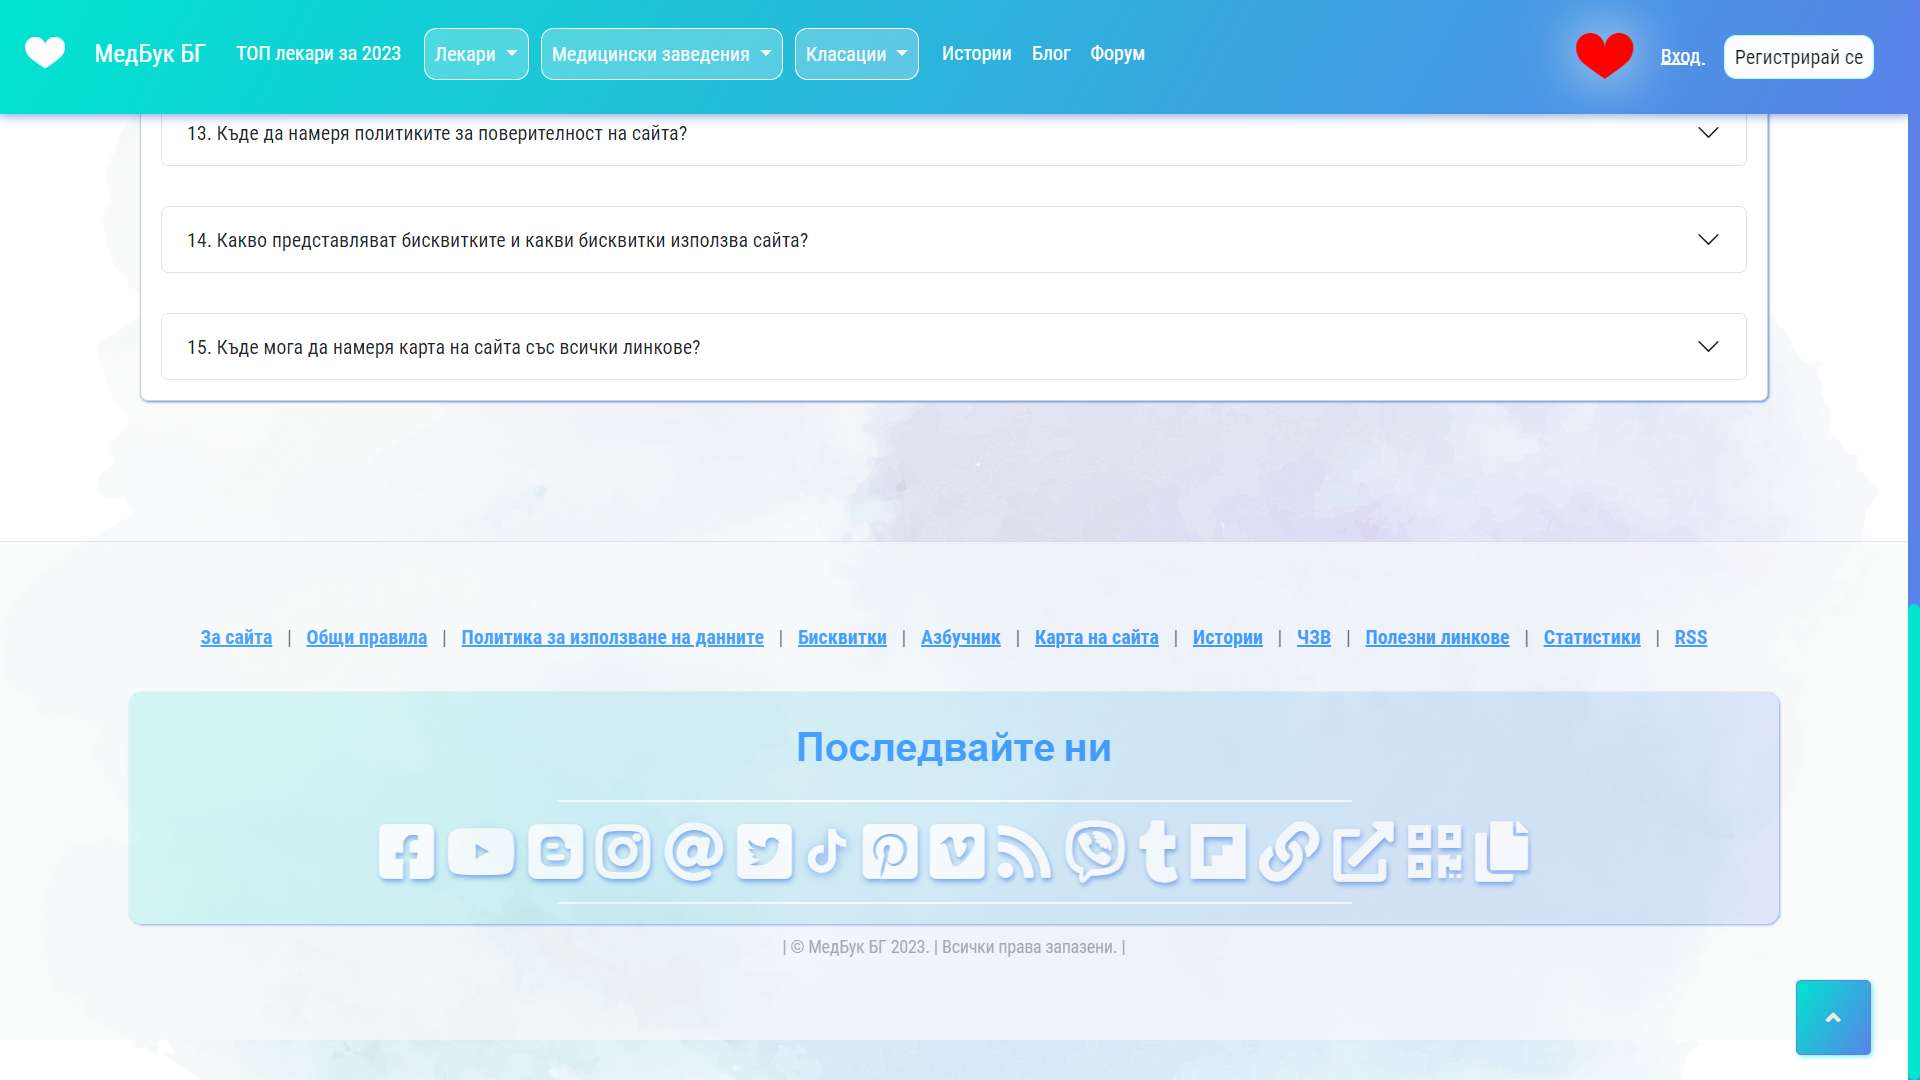 МедБук БГ ТОП лекари за 2023 Лекари Медицински заведения Класации Истории Блог Форум Вход Регистрирай се
13. Къде да намеря политиките за поверителност на сайта?
14. Какво представляват бисквитките и какви бисквитки използва сайта?
15. Къде мога да намеря карта на сайта със всички линкове?
За сайта | Общи правила | Политика за използване на данните | Бисквитки | Азбучник | Карта на сайта | Истории | ЧЗВ | Полезни линкове | Статистики | RSS
Последвайте ни
| © МедБук БГ 2023. | Всички права запазени. |